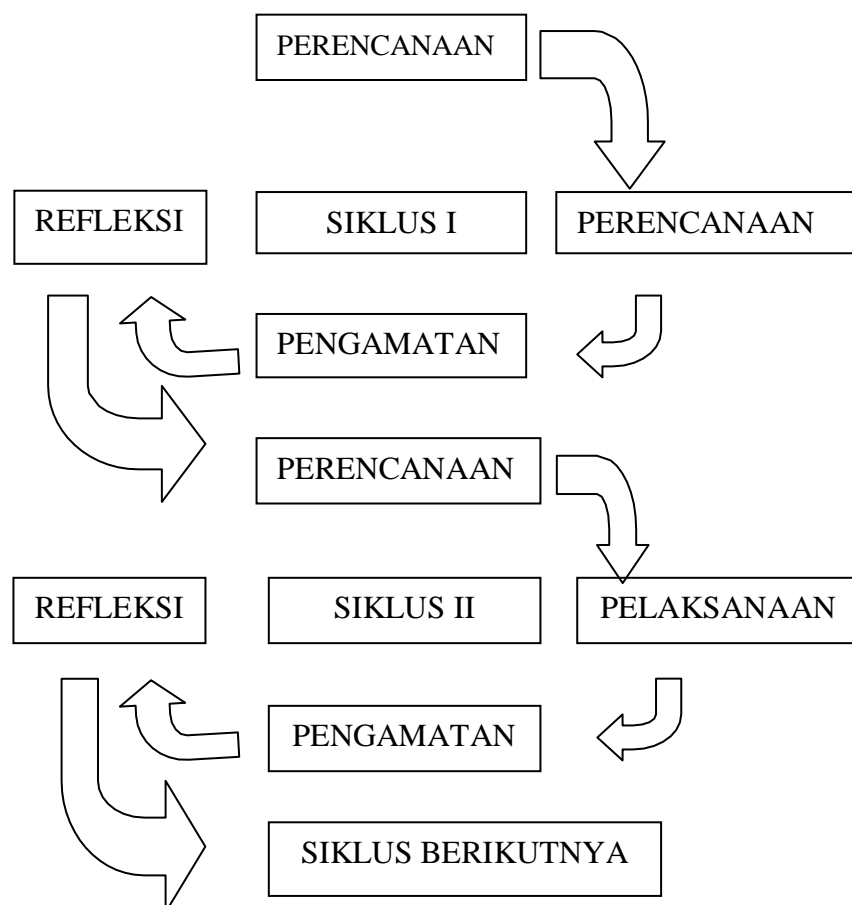 PERENCANAAN
REFLEKSI
SIKLUS I
PERENCANAAN
PENGAMATAN
PERENCANAAN
REFLEKSI
SIKLUS II
PELAKSANAAN
PENGAMATAN
SIKLUS BERIKUTNYA